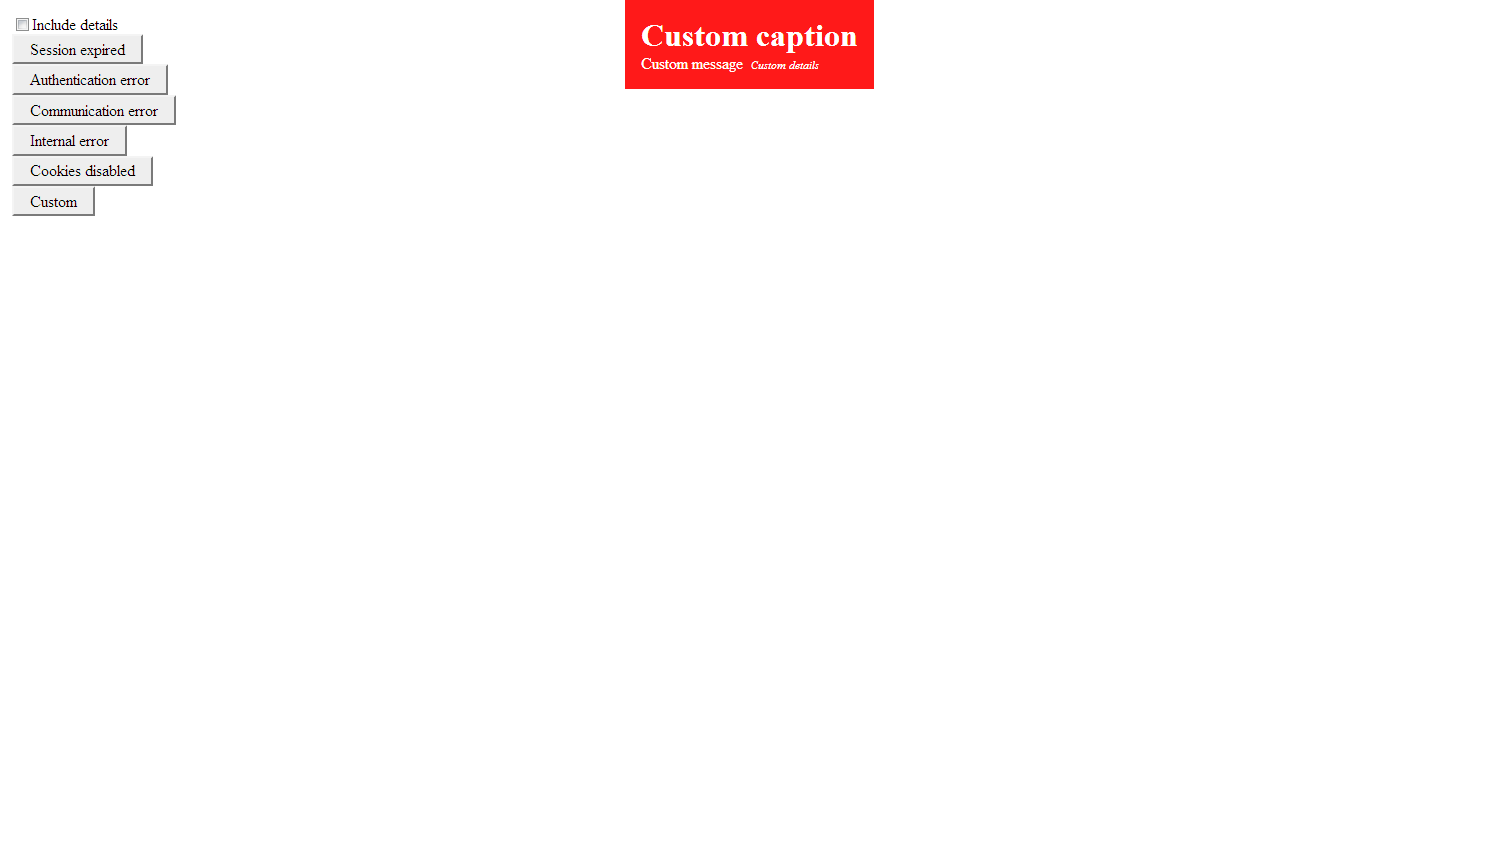 Include details
Session expired
Authentication error
Communication error
Internal error
Cookies disabled
Custom
Custom caption
Custom message Custom details